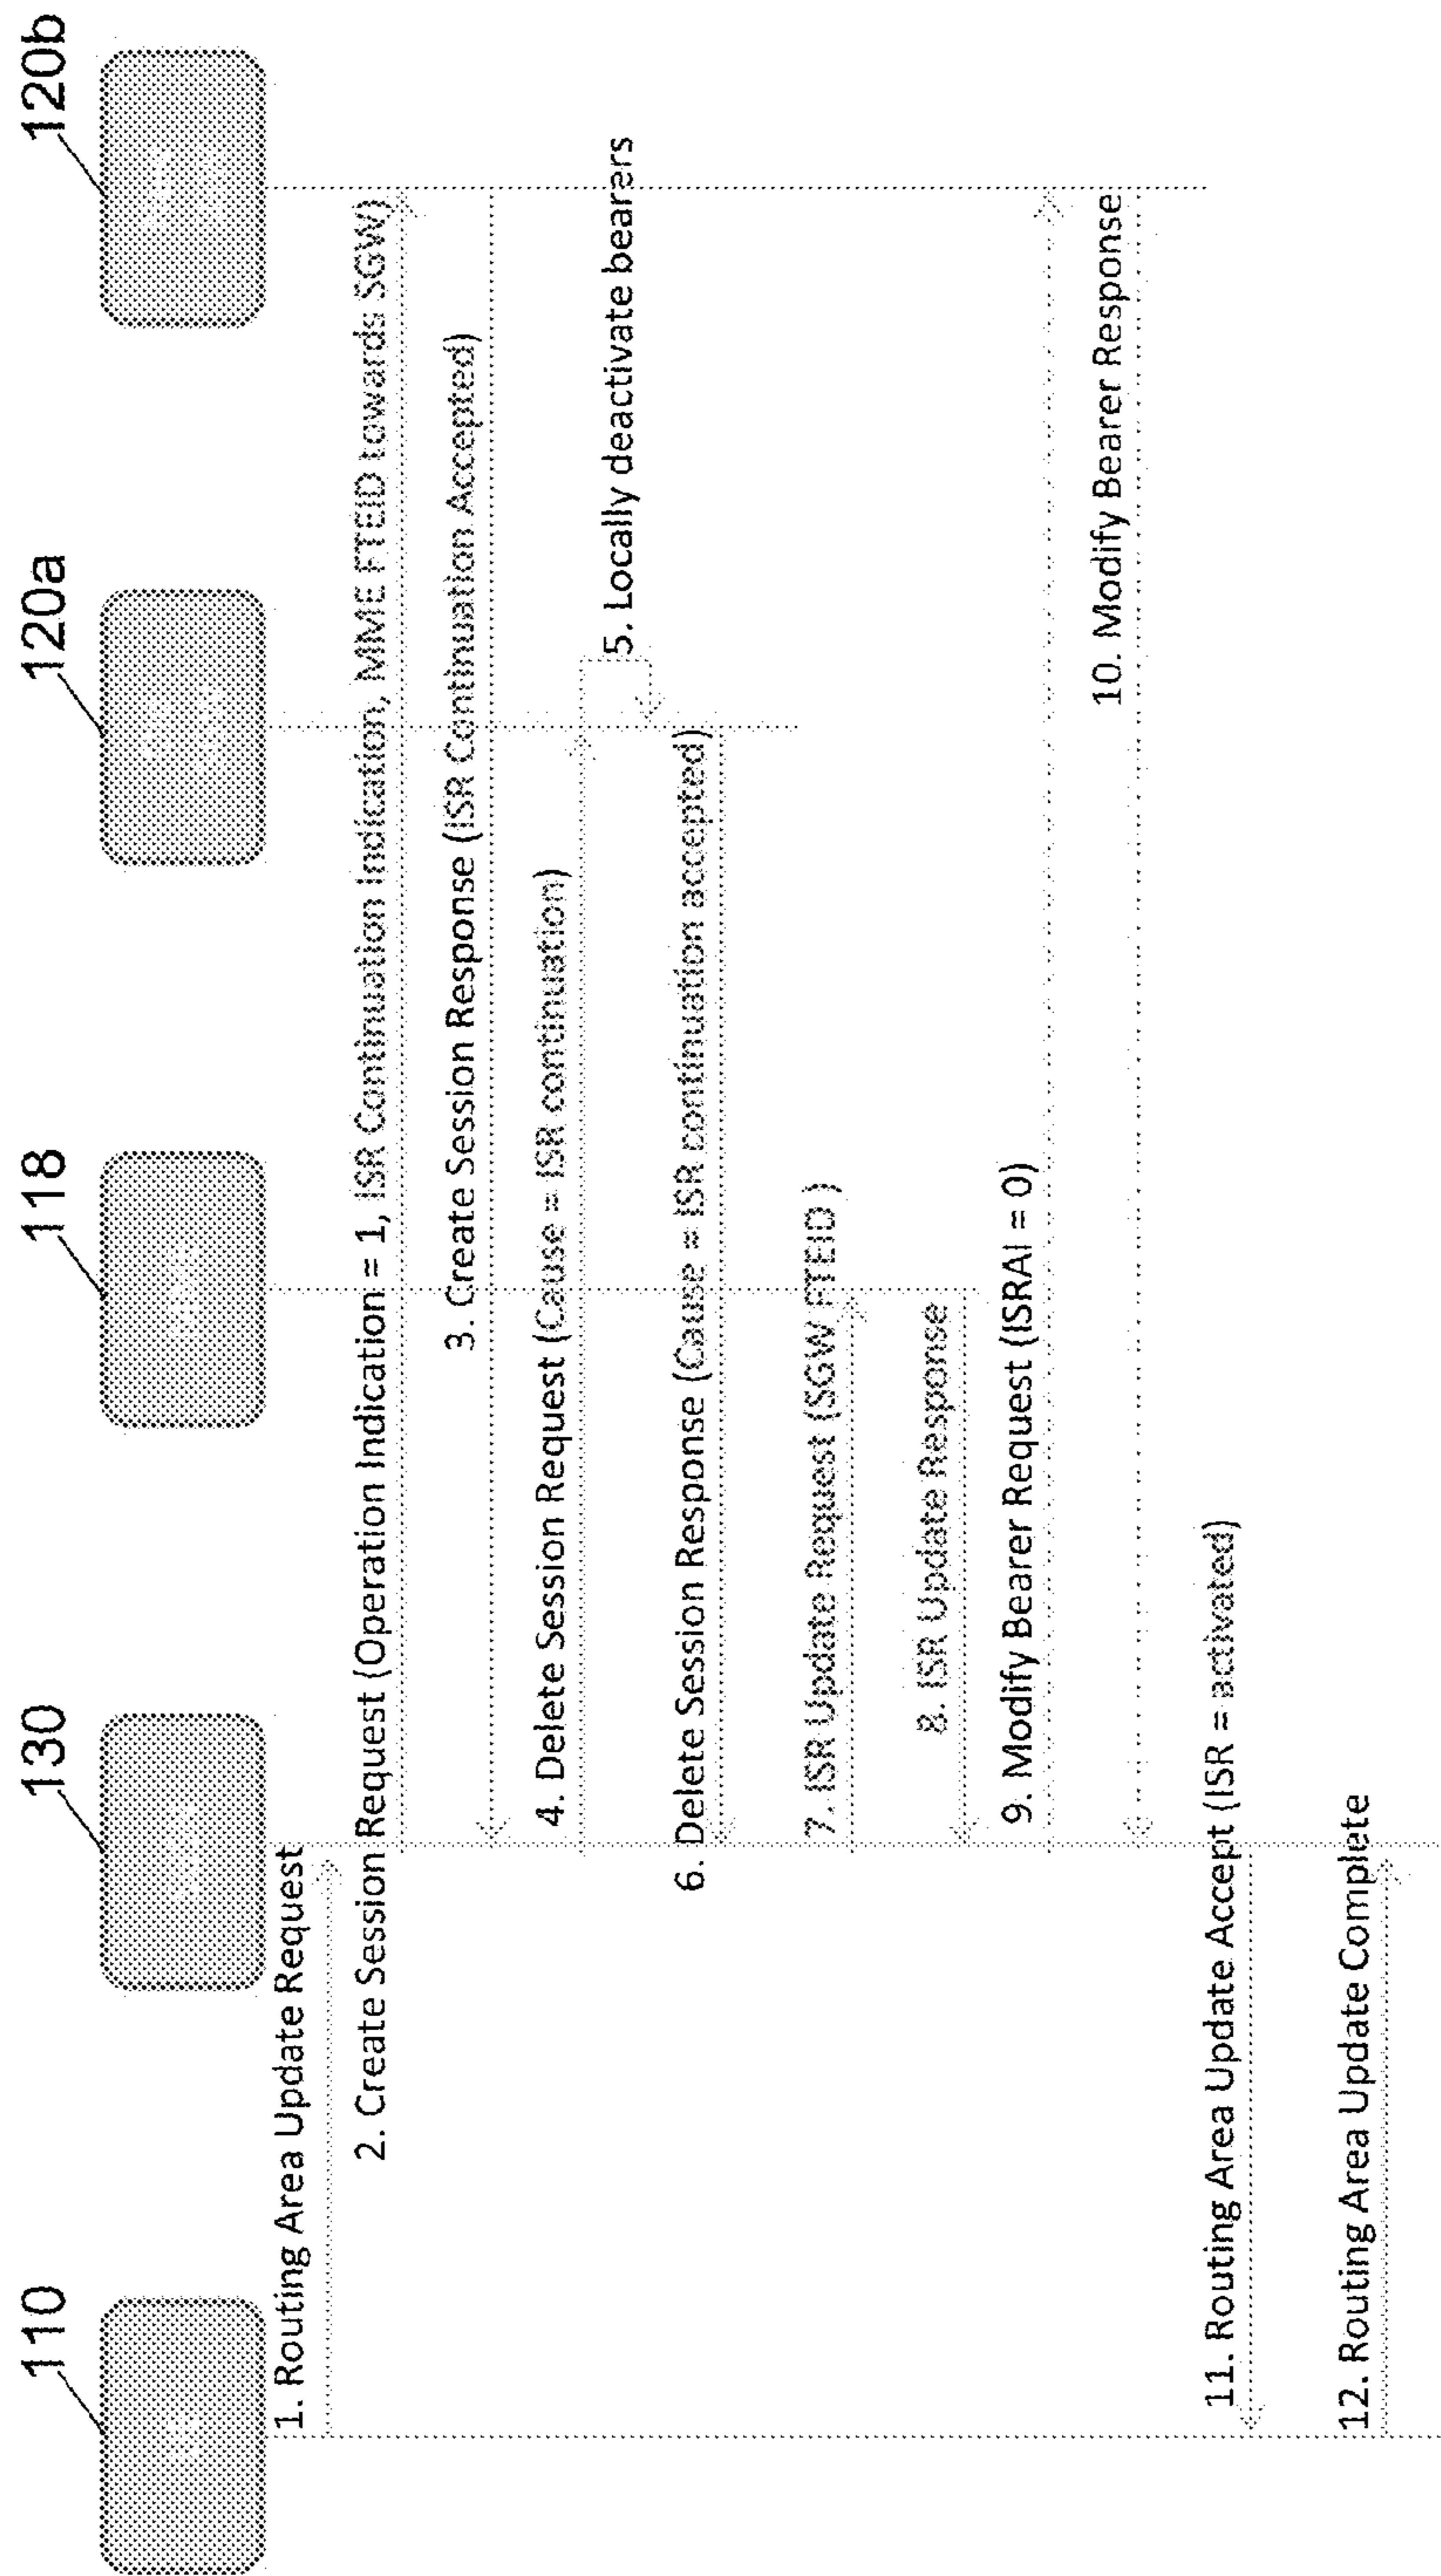 110
130
118
120a
120b
1. Routing Area Update Request
2. Create Session Request (Operation Indication = 1, ISR Continuation Indication, MME FTEID towards SGW)
3. Create Session Response (ISR Continuation Accepted)
4. Delete Session Request (Cause = ISR continuation)
5. Locally deactivate bearers
6. Delete Session Response (Cause = ISR continuation accepted)
7. ISR Update Request (SGW FTEID )
8. ISR Update Response
9. Modify Bearer Request (ISRAI = 0)
10. Modify Bearer Response
11. Routing Area Update Accept (ISR = activated)
12. Routing Area Update Complete